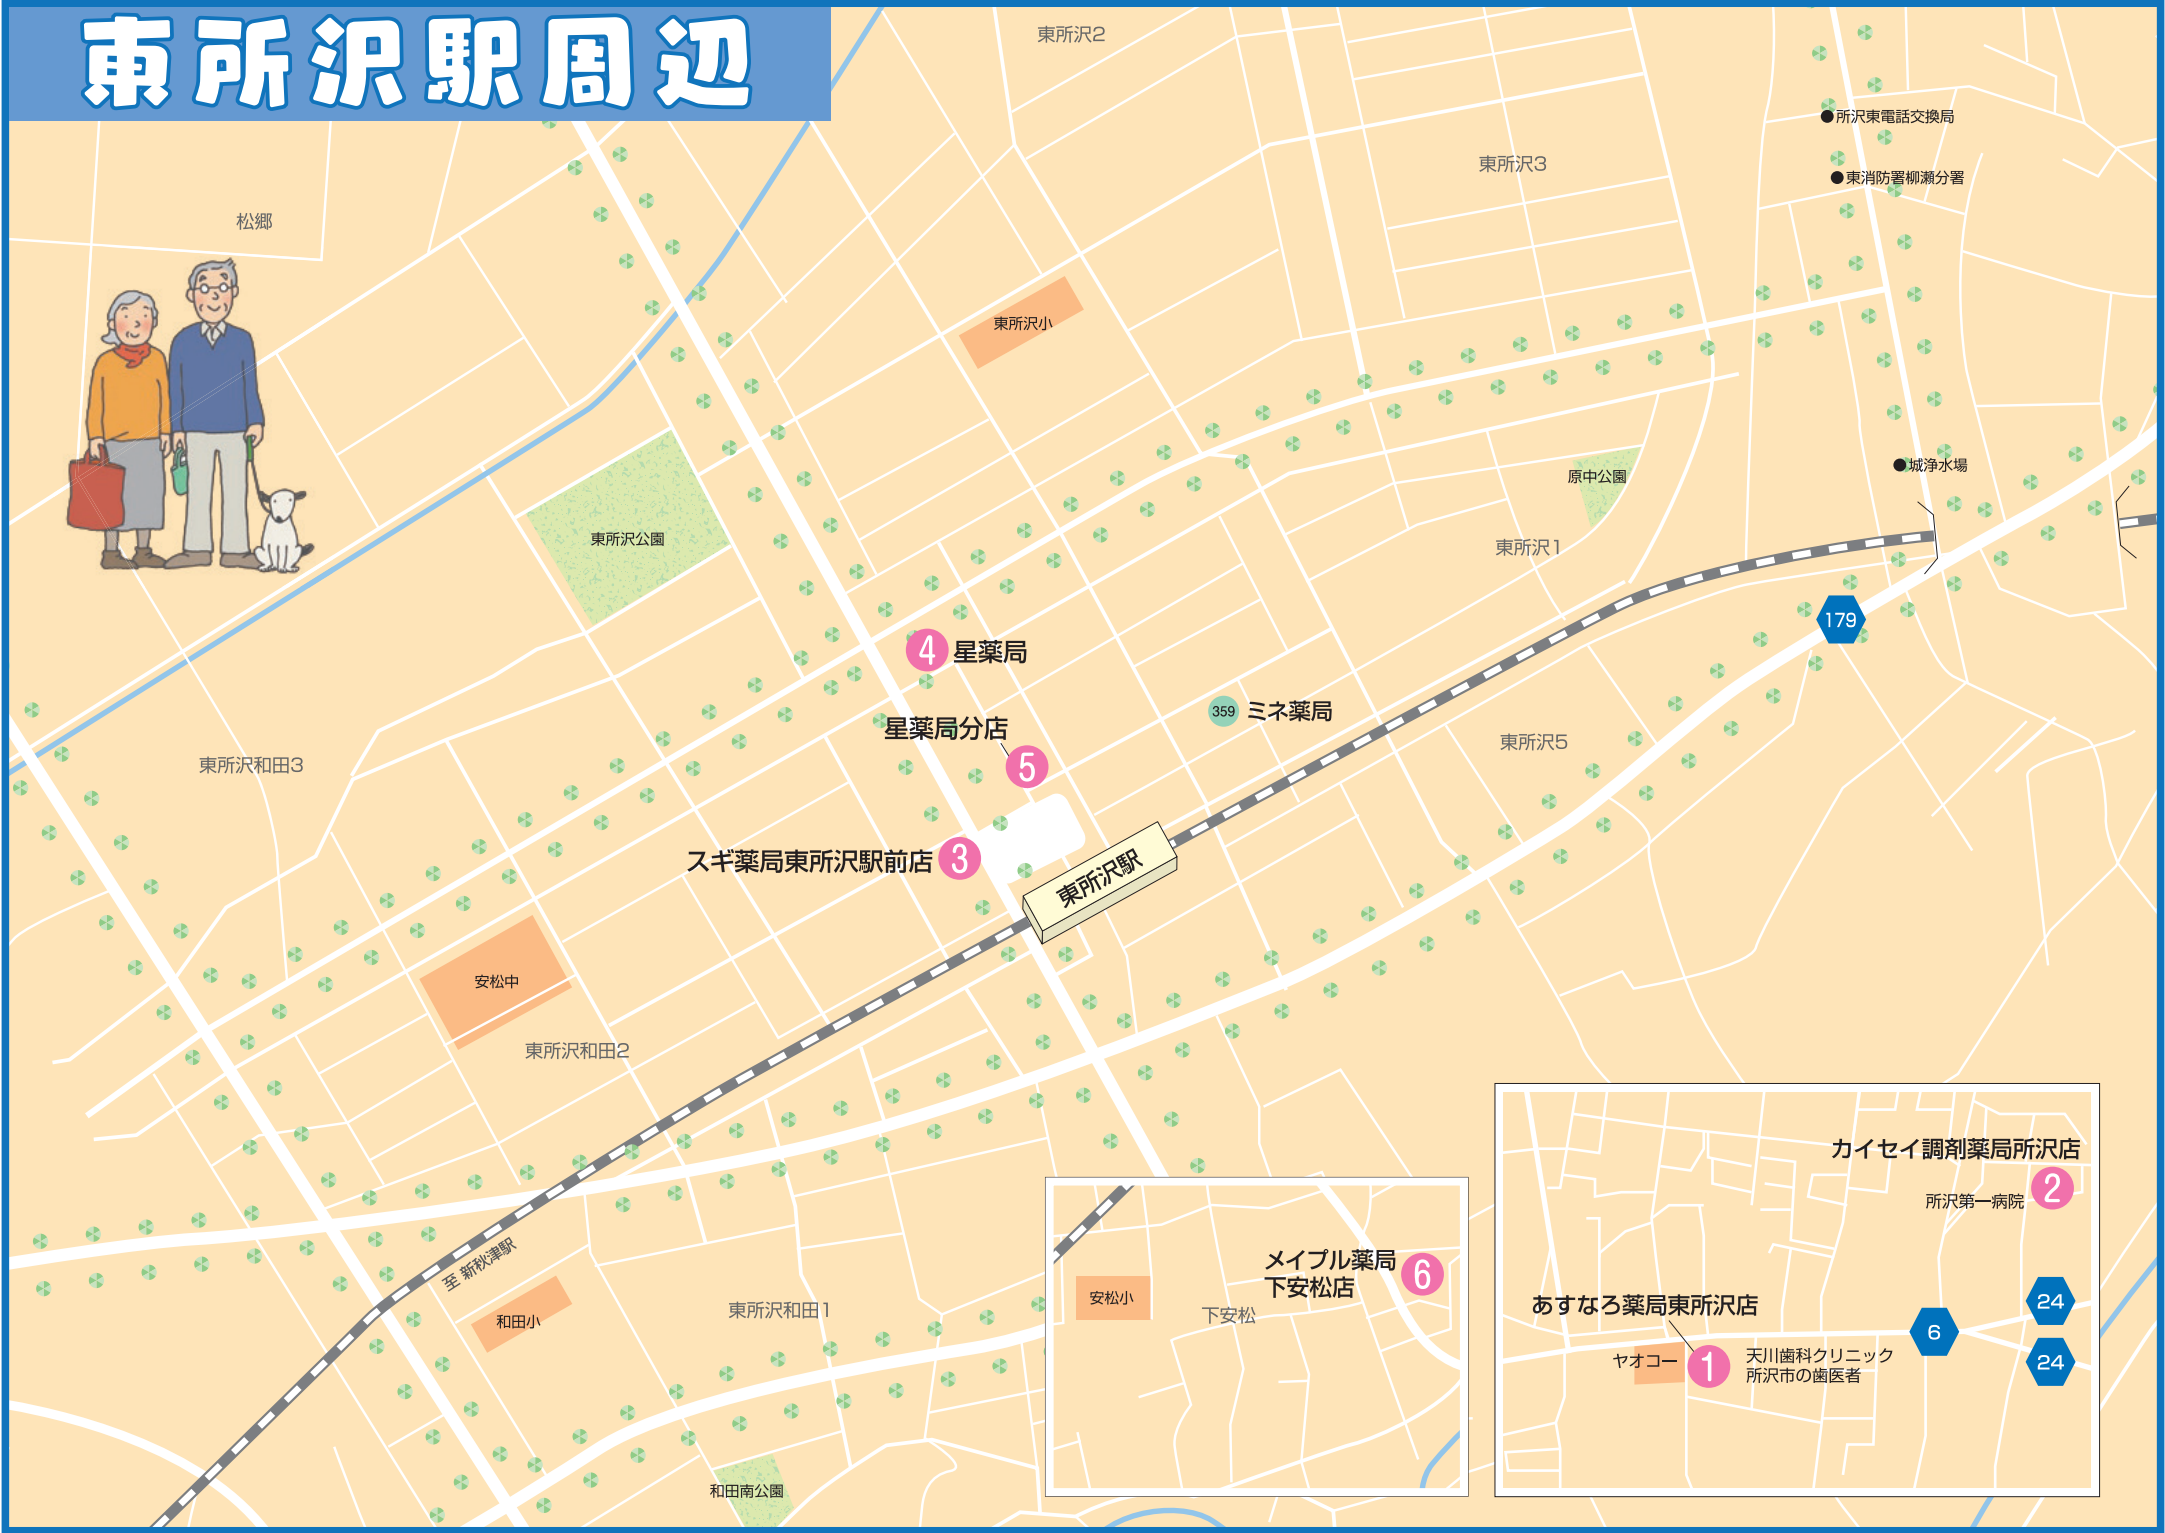 東所沢駅周辺
東所沢2
所沢東電話交換局
東所沢3
東消防署柳瀬分署
松郷
東所沢小
城浄水場
原中公園
東所沢公園
東所沢1
179
4 星薬局
359 ミネ薬局
星薬局分店
5
東所沢5
東所沢和田3
スギ薬局東所沢駅前店 3
東所沢駅
安松中
東所沢和田2
至 新秋津駅
和田小
東所沢和田1
和田南公園
メイプル薬局
下安松店
6
安松小
下安松
カイセイ調剤薬局所沢店
2
所沢第一病院
あすなろ薬局東所沢店
24
6
24
ヤオコー
1
天川歯科クリニック
所沢市の歯医者